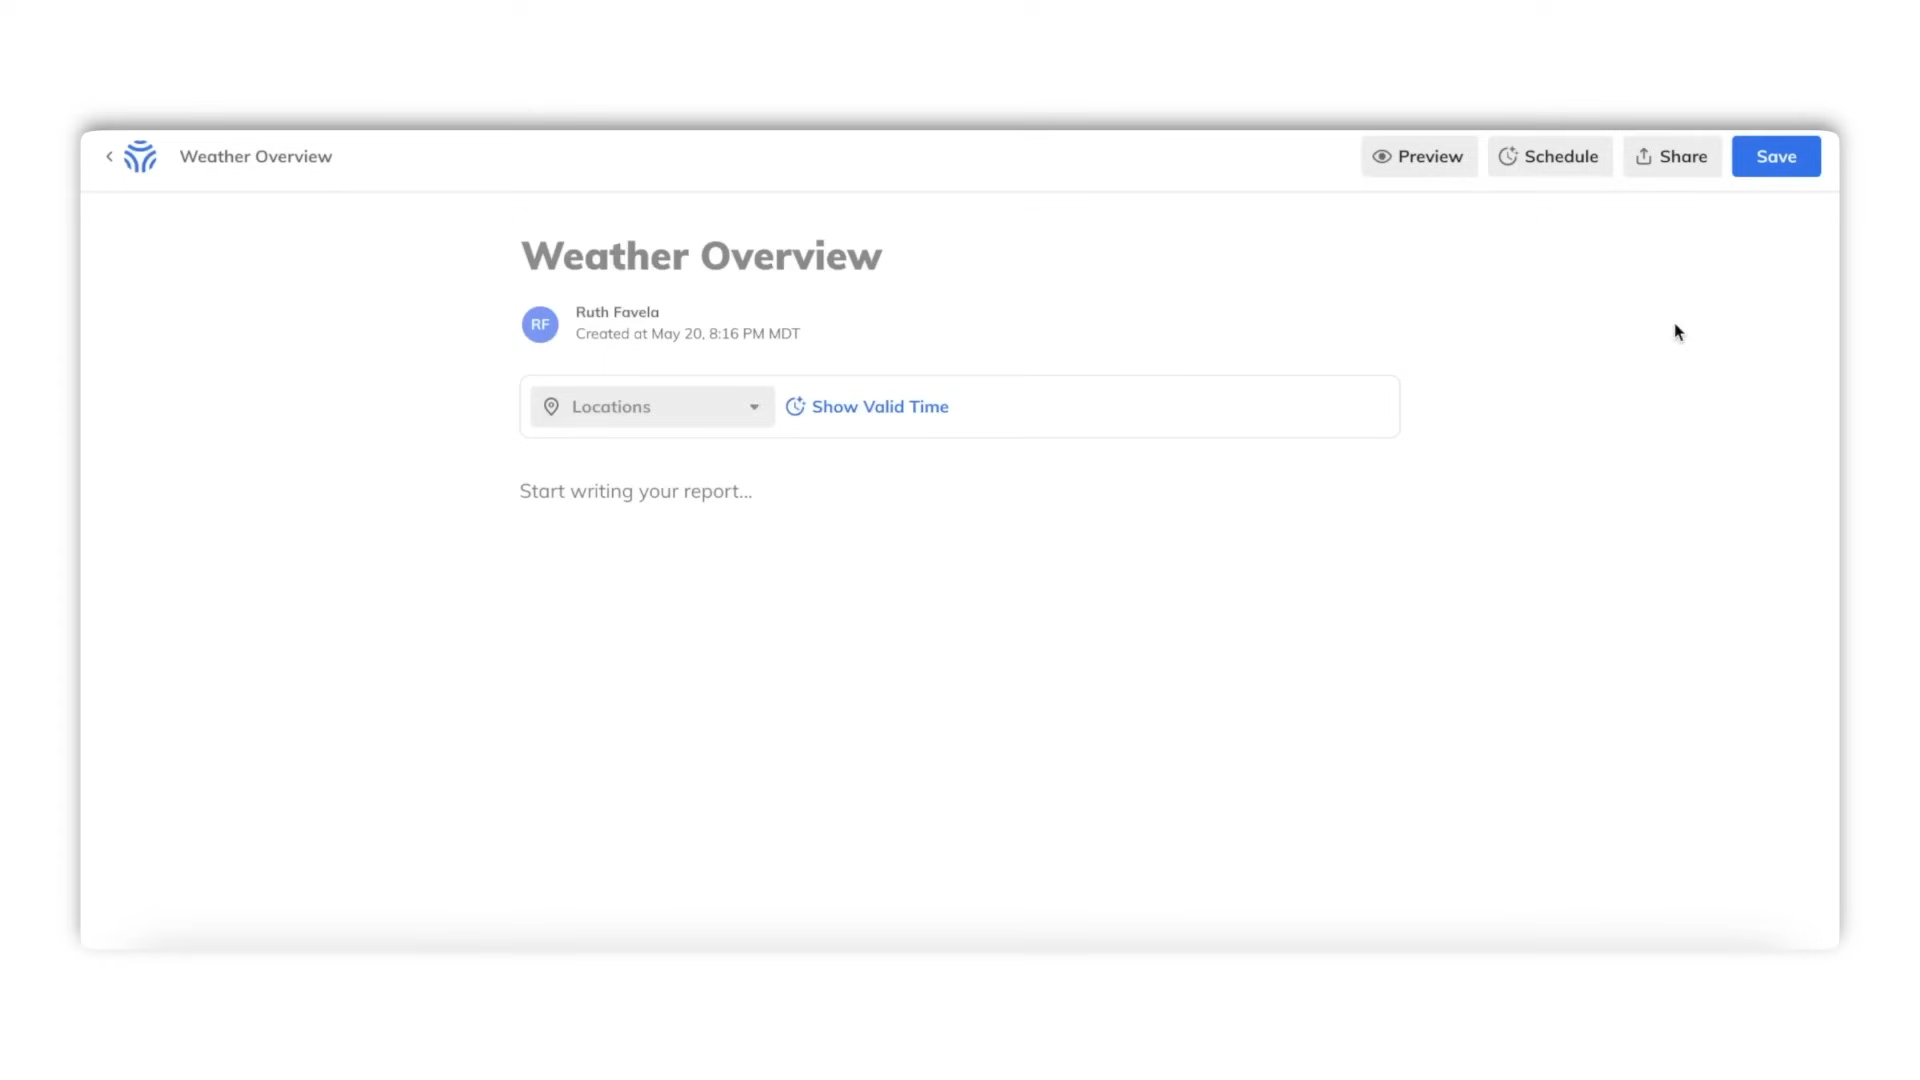 Weather Overview
Preview
Schedule
Share
Save
Weather Overview
RF
Ruth Favela
Created at May 20, 8:16 PM MDT
Locations
Show Valid Time
Start writing your report...